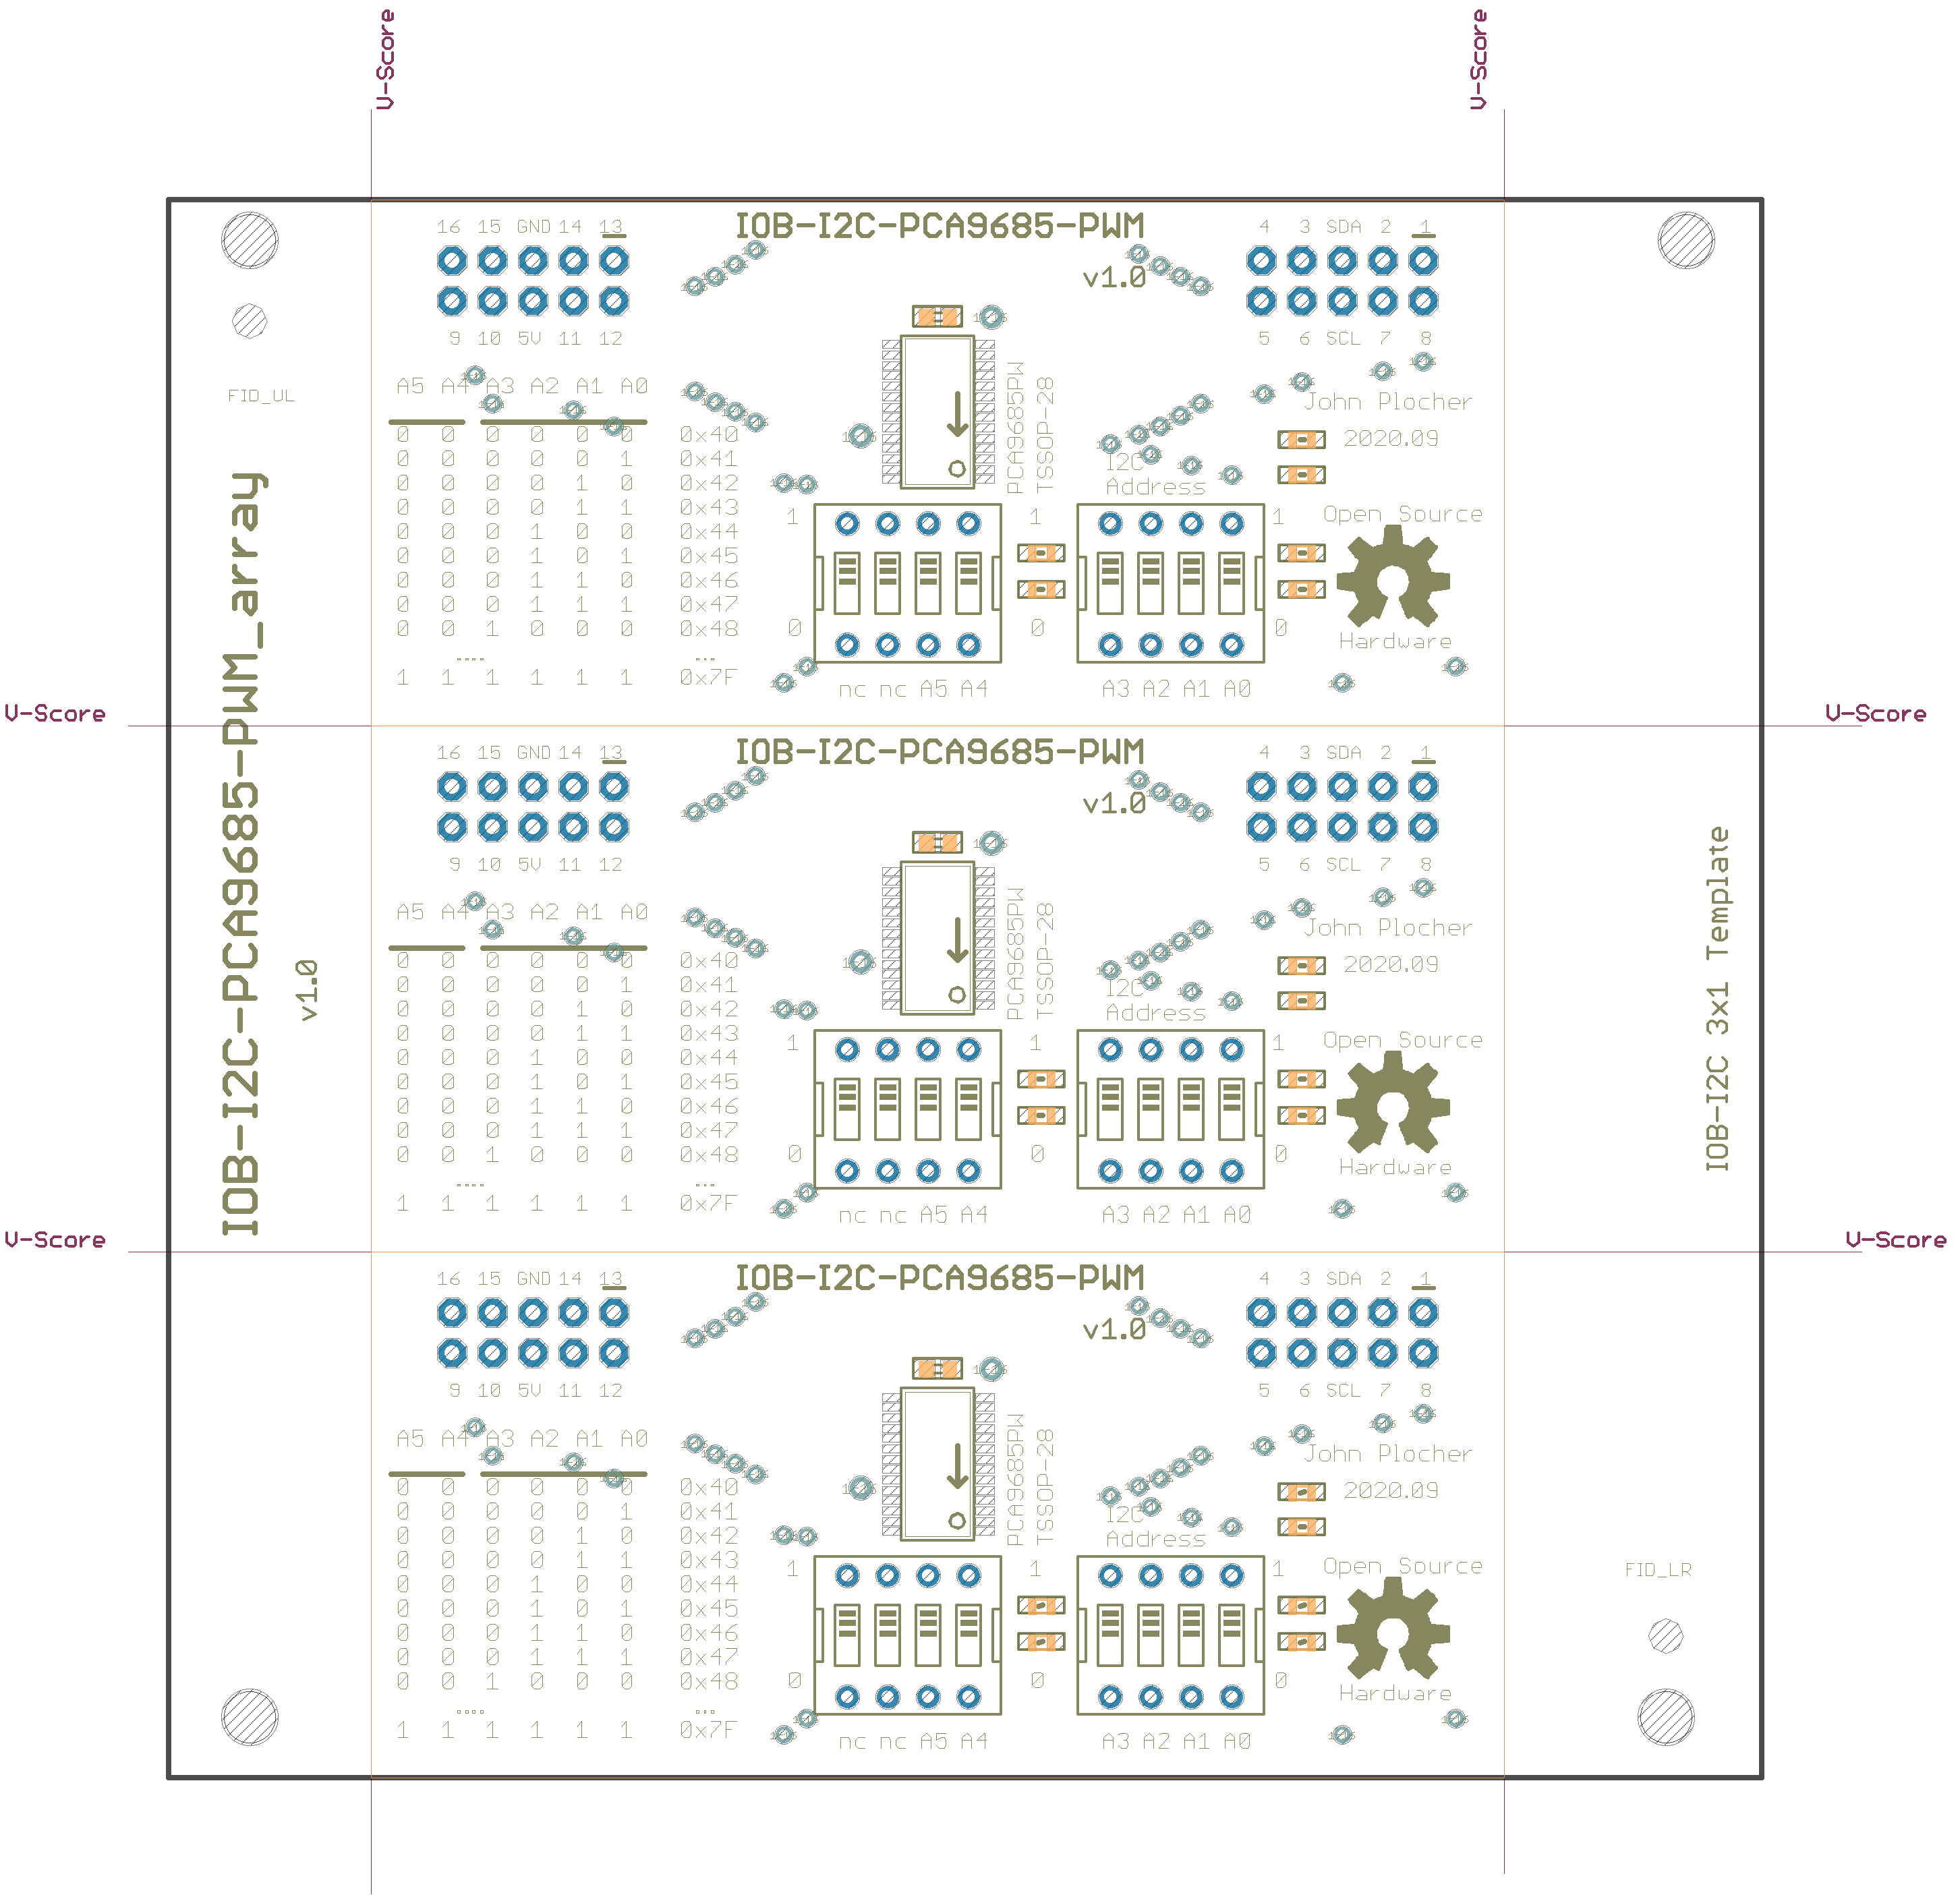 V-Score
V-Score
16 15 GND 14 13
IOB-I2C-PCA9685-PWM
v1.0
4 3 SDA 2 1
9 10 5V 11 12
5 6 SCL 7 8
FID_UL
A5 A4 A3 A2 A1 A0
0 0 0 0 0 0 0x40
0 0 0 0 0 1 0x41
0 0 0 0 1 0 0x42
0 0 0 0 1 1 0x43
0 0 0 1 0 0 0x44
0 0 0 1 0 1 0x45
0 0 0 1 1 0 0x46
0 0 0 1 1 1 0x47
0 0 1 0 0 0 0x48
.... ...
1 1 1 1 1 1 0x7F
PCA9685PW
TSSOP-28
John Plocher
2020.09
I2C
Address
1 1 1
0 0 0
nc nc A5 A4
A3 A2 A1 A0
Open Source
Hardware
IOB-I2C-PCA9685-PWM_array
v1.0
V-Score
V-Score
16 15 GND 14 13
IOB-I2C-PCA9685-PWM
v1.0
4 3 SDA 2 1
9 10 5V 11 12
5 6 SCL 7 8
A5 A4 A3 A2 A1 A0
0 0 0 0 0 0 0x40
0 0 0 0 0 1 0x41
0 0 0 0 1 0 0x42
0 0 0 0 1 1 0x43
0 0 0 1 0 0 0x44
0 0 0 1 0 1 0x45
0 0 0 1 1 0 0x46
0 0 0 1 1 1 0x47
0 0 1 0 0 0 0x48
.... ...
1 1 1 1 1 1 0x7F
PCA9685PW
TSSOP-28
John Plocher
2020.09
I2C
Address
1 1 1
0 0 0
nc nc A5 A4
A3 A2 A1 A0
Open Source
Hardware
IOB-I2C 3x1 Template
V-Score
V-Score
16 15 GND 14 13
IOB-I2C-PCA9685-PWM
v1.0
4 3 SDA 2 1
9 10 5V 11 12
5 6 SCL 7 8
A5 A4 A3 A2 A1 A0
0 0 0 0 0 0 0x40
0 0 0 0 0 1 0x41
0 0 0 0 1 0 0x42
0 0 0 0 1 1 0x43
0 0 0 1 0 0 0x44
0 0 0 1 0 1 0x45
0 0 0 1 1 0 0x46
0 0 0 1 1 1 0x47
0 0 1 0 0 0 0x48
.... ...
1 1 1 1 1 1 0x7F
PCA9685PW
TSSOP-28
John Plocher
2020.09
I2C
Address
1 1 1
0 0 0
nc nc A5 A4
A3 A2 A1 A0
Open Source
Hardware
FID_LR